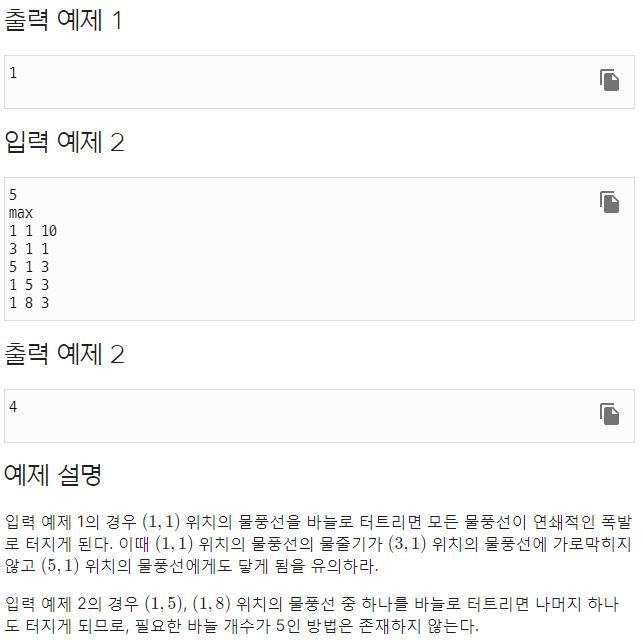 출력 예제 1
1
입력 예제 2
5
max
1 1 10
3 1 1
5 1 3
1 5 3
1 8 3
출력 예제 2
4
예제 설명
입력 예제 1의 경우 (1, 1) 위치의 물풍선을 바늘로 터트리면 모든 물풍선이 연쇄적인 폭발
로 터지게 된다. 이때 (1, 1) 위치의 물풍선의 물줄기가 (3, 1) 위치의 물풍선에 가로막히지
않고 (5, 1) 위치의 물풍선에게도 닿게 됨을 유의하라.
입력 예제 2의 경우 (1, 5), (1, 8) 위치의 물풍선 중 하나를 바늘로 터트리면 나머지 하나
도 터지게 되므로, 필요한 바늘 개수가 5인 방법은 존재하지 않는다.